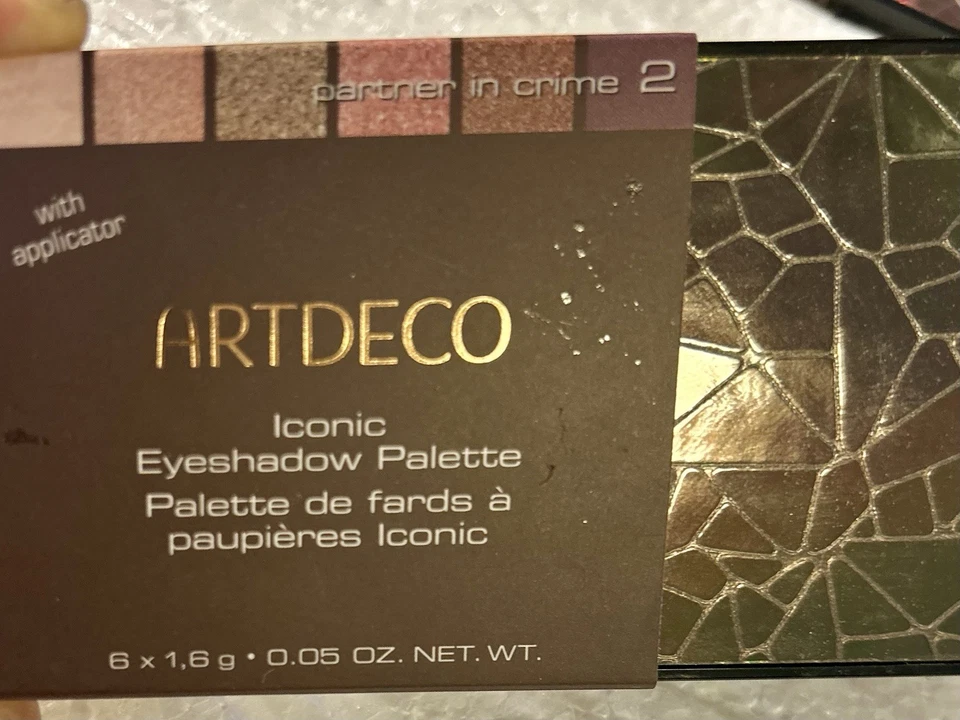 partner in crime 2
with
applicator
ARTDECO
Iconic
Eyeshadow Palette
Palette de fards à
paupières Iconic
6 x 1,6 g • 0.05 OZ. NET. WT.